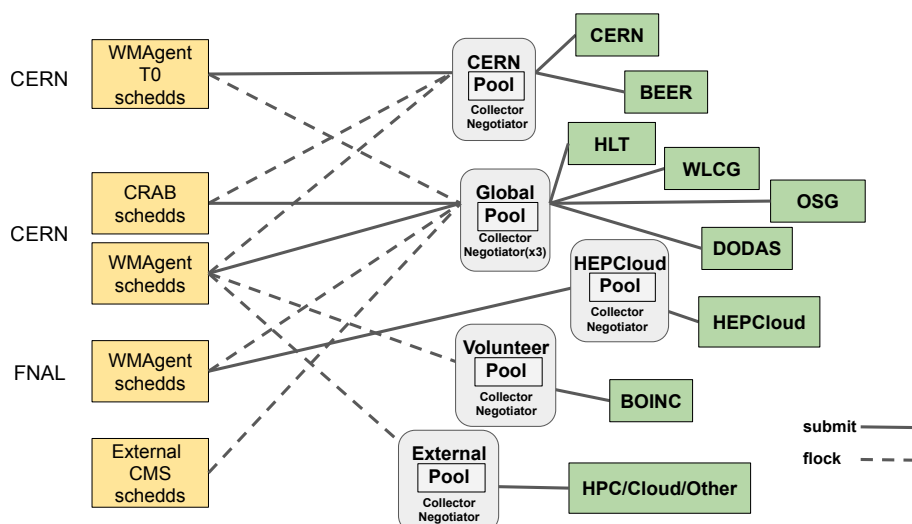 CERN
WMAgent
T0
schedds
CERN
Pool
Collector
Negotiator
CERN
BEER
CERN
CRAB
schedds
WMAgent
schedds
Global
Pool
Collector
Negotiator(x3)
HLT
WLCG
OSG
DODAS
HEPCloud
Pool
Collector
Negotiator
HEPCloud
FNAL
WMAgent
schedds
Volunteer
Pool
Collector
Negotiator
BOINC
External
CMS
schedds
External
Pool
Collector
Negotiator
HPC/Cloud/Other
submit
flock